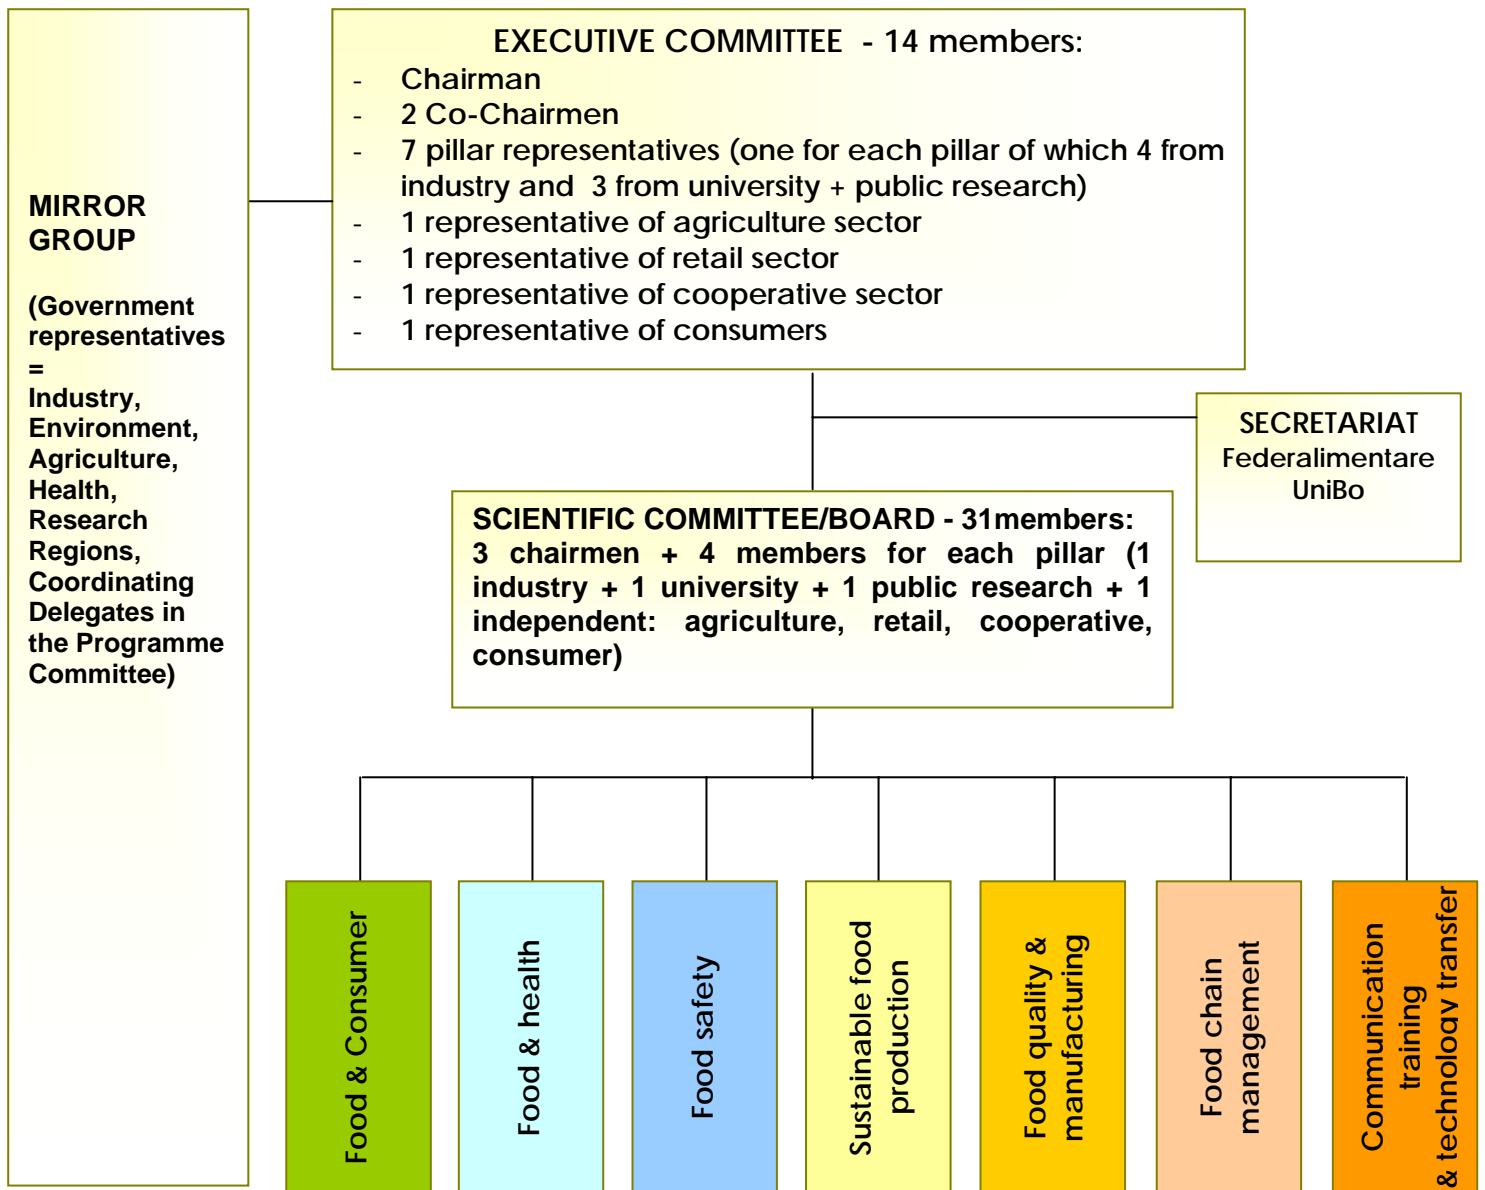 MIRROR
GROUP
(Government
representatives
=
Industry,
Environment,
Agriculture,
Health,
Research
Regions,
Coordinating
Delegates in
the Programme
Committee)
EXECUTIVE COMMITTEE - 14 members:
- Chairman
- 2 Co-Chairmen
- 7 pillar representatives (one for each pillar of which 4 from
industry and 3 from university + public research)
- 1 representative of agriculture sector
- 1 representative of retail sector
- 1 representative of cooperative sector
- 1 representative of consumers
SECRETARIAT
Federalimentare
UniBo
SCIENTIFIC COMMITTEE/BOARD - 31members:
3 chairmen + 4 members for each pillar (1
industry + 1 university + 1 public research + 1
independent: agriculture, retail, cooperative,
consumer)
Food & Consumer
Food & health
Food safety
Sustainable food
production
Food quality &
manufacturing
Food chain
management
Communication
training
& technology transfer